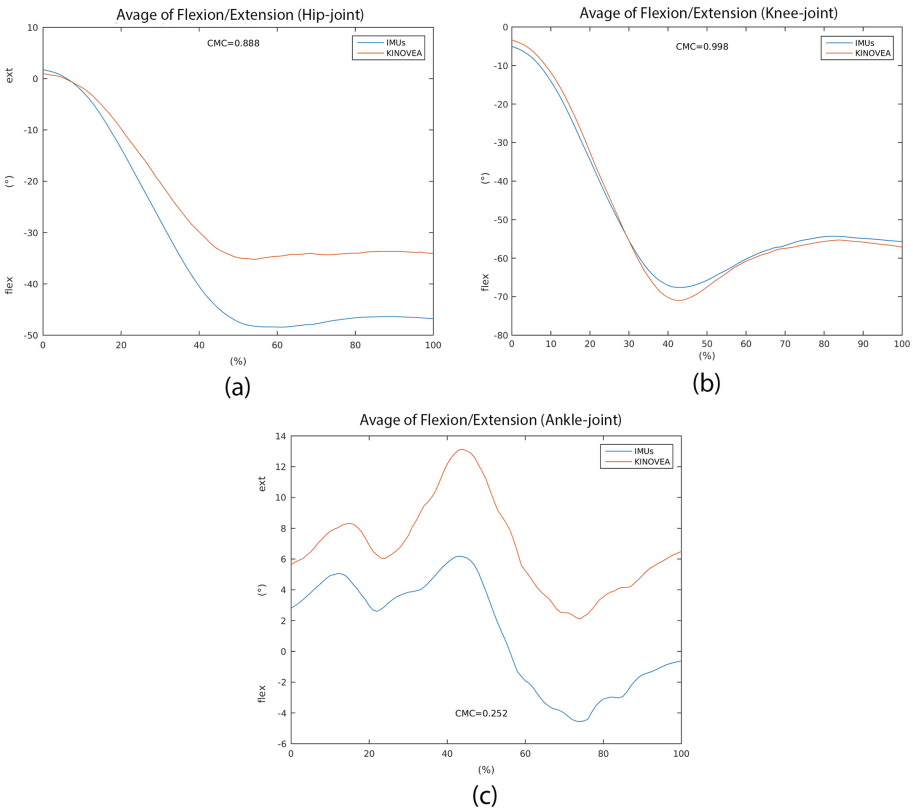 Avage of Flexion/Extension (Hip-joint)
CMC=0.888
IMUs
KINOVEA
10
0
-10
-20
-30
-40
-50
ext
(°)
flex
0 20 40 60 80 100
(%)
(a)
Avage of Flexion/Extension (Knee-joint)
CMC=0.998
IMUs
KINOVEA
0
-10
-20
-30
-40
-50
-60
-70
-80
ext
(°)
flex
0 10 20 30 40 50 60 70 80 90 100
(%)
(b)
Avage of Flexion/Extension (Ankle-joint)
IMUs
KINOVEA
14
12
10
8
6
4
2
0
-2
-4
-6
ext
(°)
flex
CMC=0.252
0 20 40 60 80 100
(%)
(c)